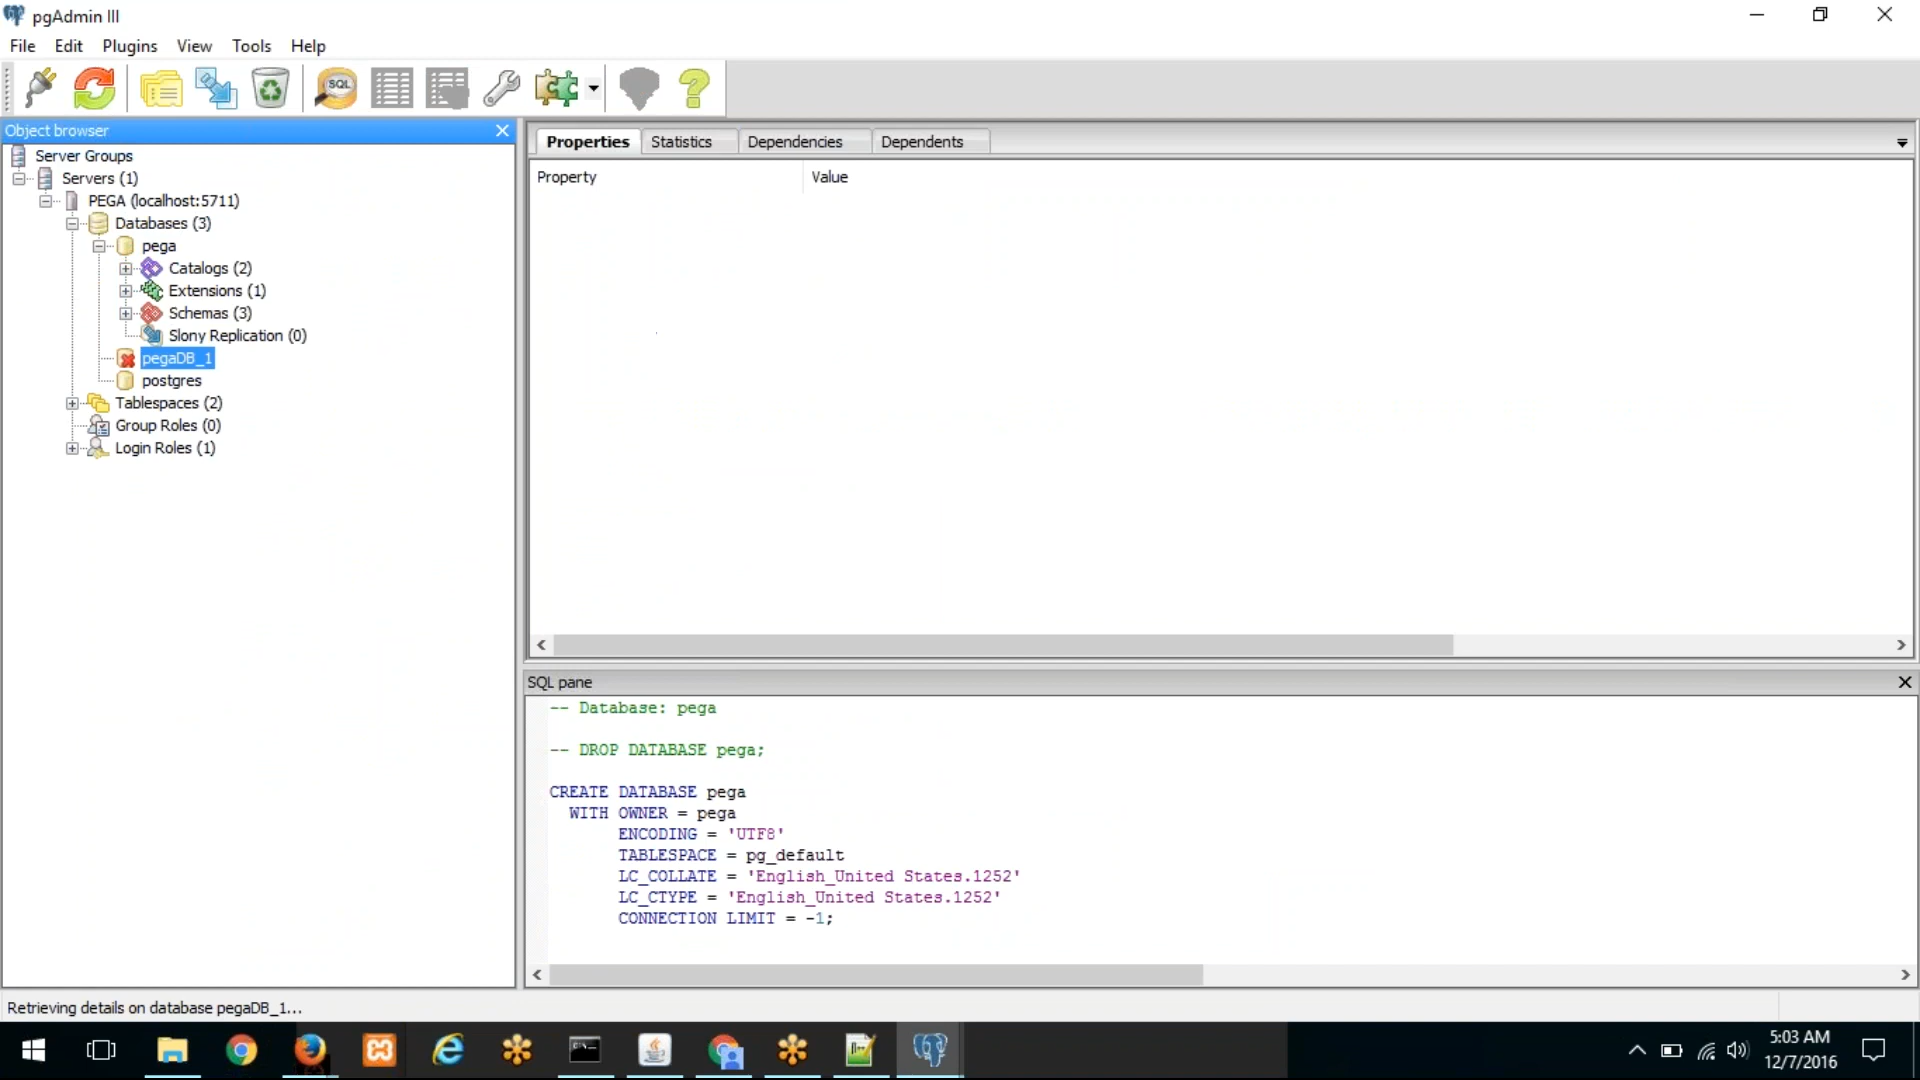 pgAdmin III
File Edit Plugins View Tools Help
SQL
Object browser
Server Groups
Servers (1)
PEGA (localhost:5711)
Databases (3)
pega
Catalogs (2)
Extensions (1)
Schemas (3)
Slony Replication (0)
pegaDB_1
postgres
Tablespaces (2)
Group Roles (0)
Login Roles (1)
Properties Statistics Dependencies Dependents
Property Value
SQL pane
-- Database: pega
-- DROP DATABASE pega;
CREATE DATABASE pega
WITH OWNER = pega
ENCODING = 'UTF8'
TABLESPACE = pg_default
LC_COLLATE = 'English_United States.1252'
LC_CTYPE = 'English_United States.1252'
CONNECTION LIMIT = -1;
Retrieving details on database pegaDB_1...
5:03 AM
12/7/2016